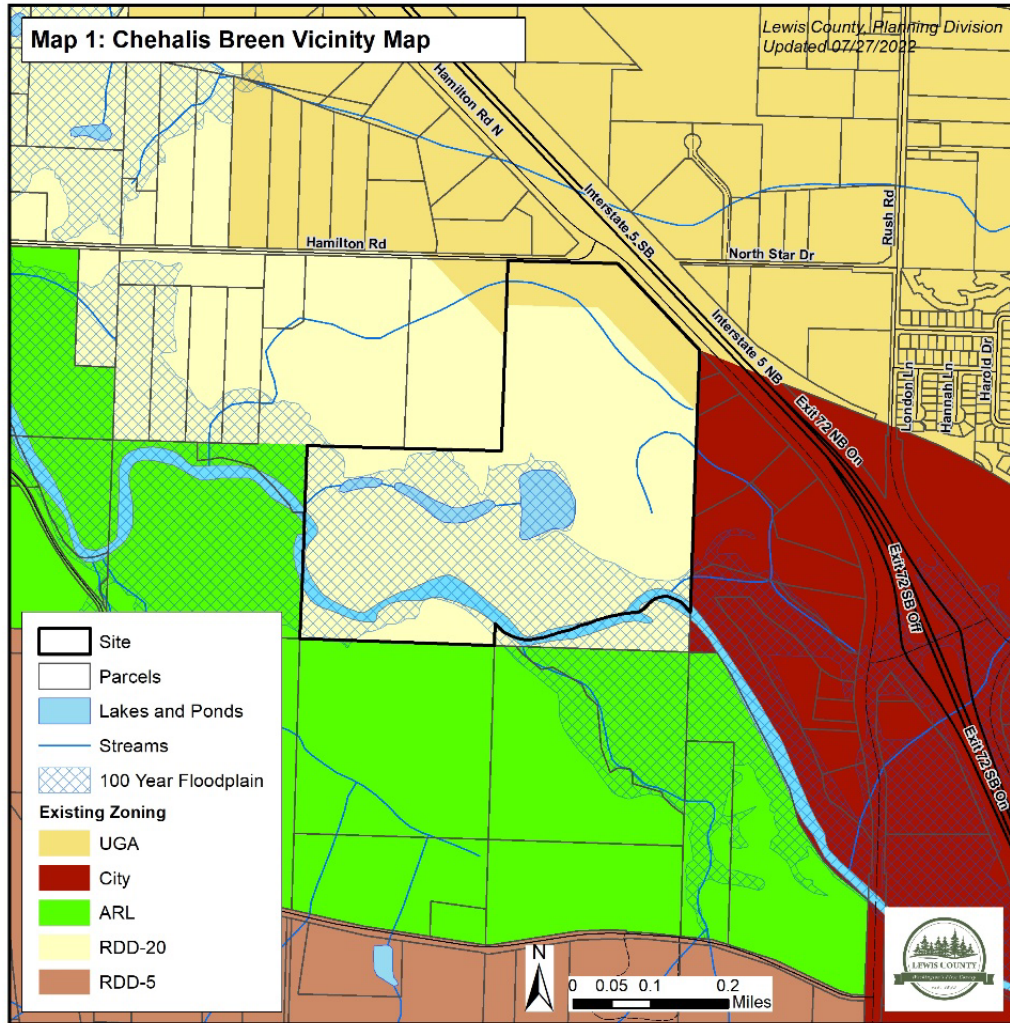 Map 1: Chehalis Breen Vicinity Map
Lewis County, Planning Division
Updated 07/27/2022
Hamilton Rd N
Interstate 5 SB
Rush Rd
Hamilton Rd
North Star Dr
Interstate 5 NB
London Ln
Hannah Ln
Harold Dr
Exit 72 NB On
Exit 72 SB Off
Exit 72 SB On
Site
Parcels
Lakes and Ponds
Streams
100 Year Floodplain
Existing Zoning
UGA
City
ARL
RDD-20
RDD-5
N
0 0.05 0.1 0.2
Miles
LEWIS COUNTY